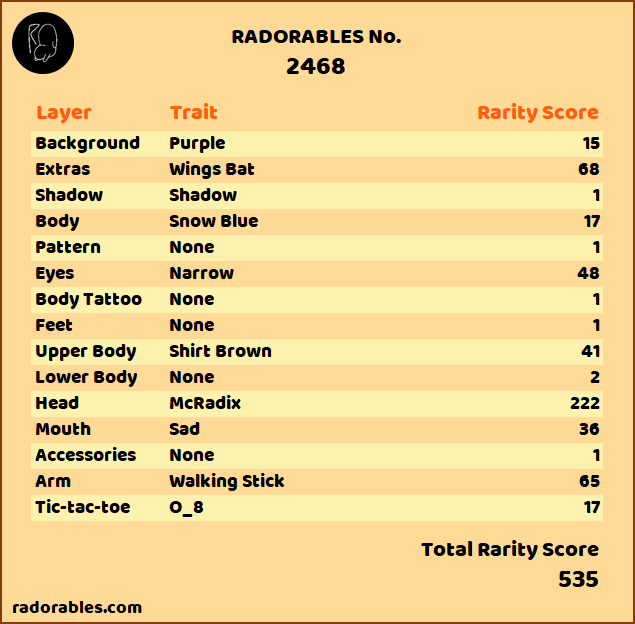 RADORABLES No.
2468
Layer Trait Rarity Score
Background Purple 15
Extras Wings Bat 68
Shadow Shadow 1
Body Snow Blue 17
Pattern None 1
Eyes Narrow 48
Body Tattoo None 1
Feet None 1
Upper Body Shirt Brown 41
Lower Body None 2
Head McRadix 222
Mouth Sad 36
Accessories None 1
Arm Walking Stick 65
Tic-tac-toe O_8 17
Total Rarity Score
535
radorables.com